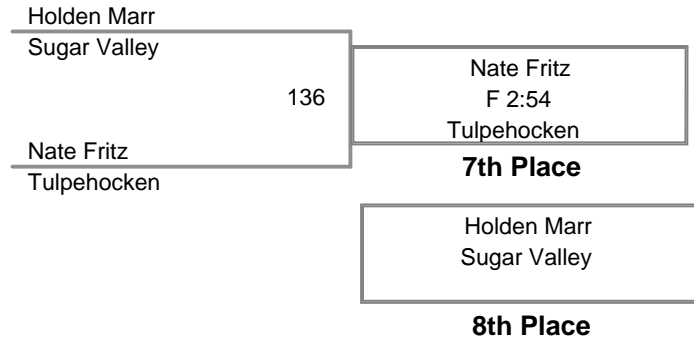 Holden Marr
Sugar Valley
136
Nate Fritz
Tulpehocken
Nate Fritz
F 2:54
Tulpehocken
7th Place
Holden Marr
Sugar Valley
8th Place